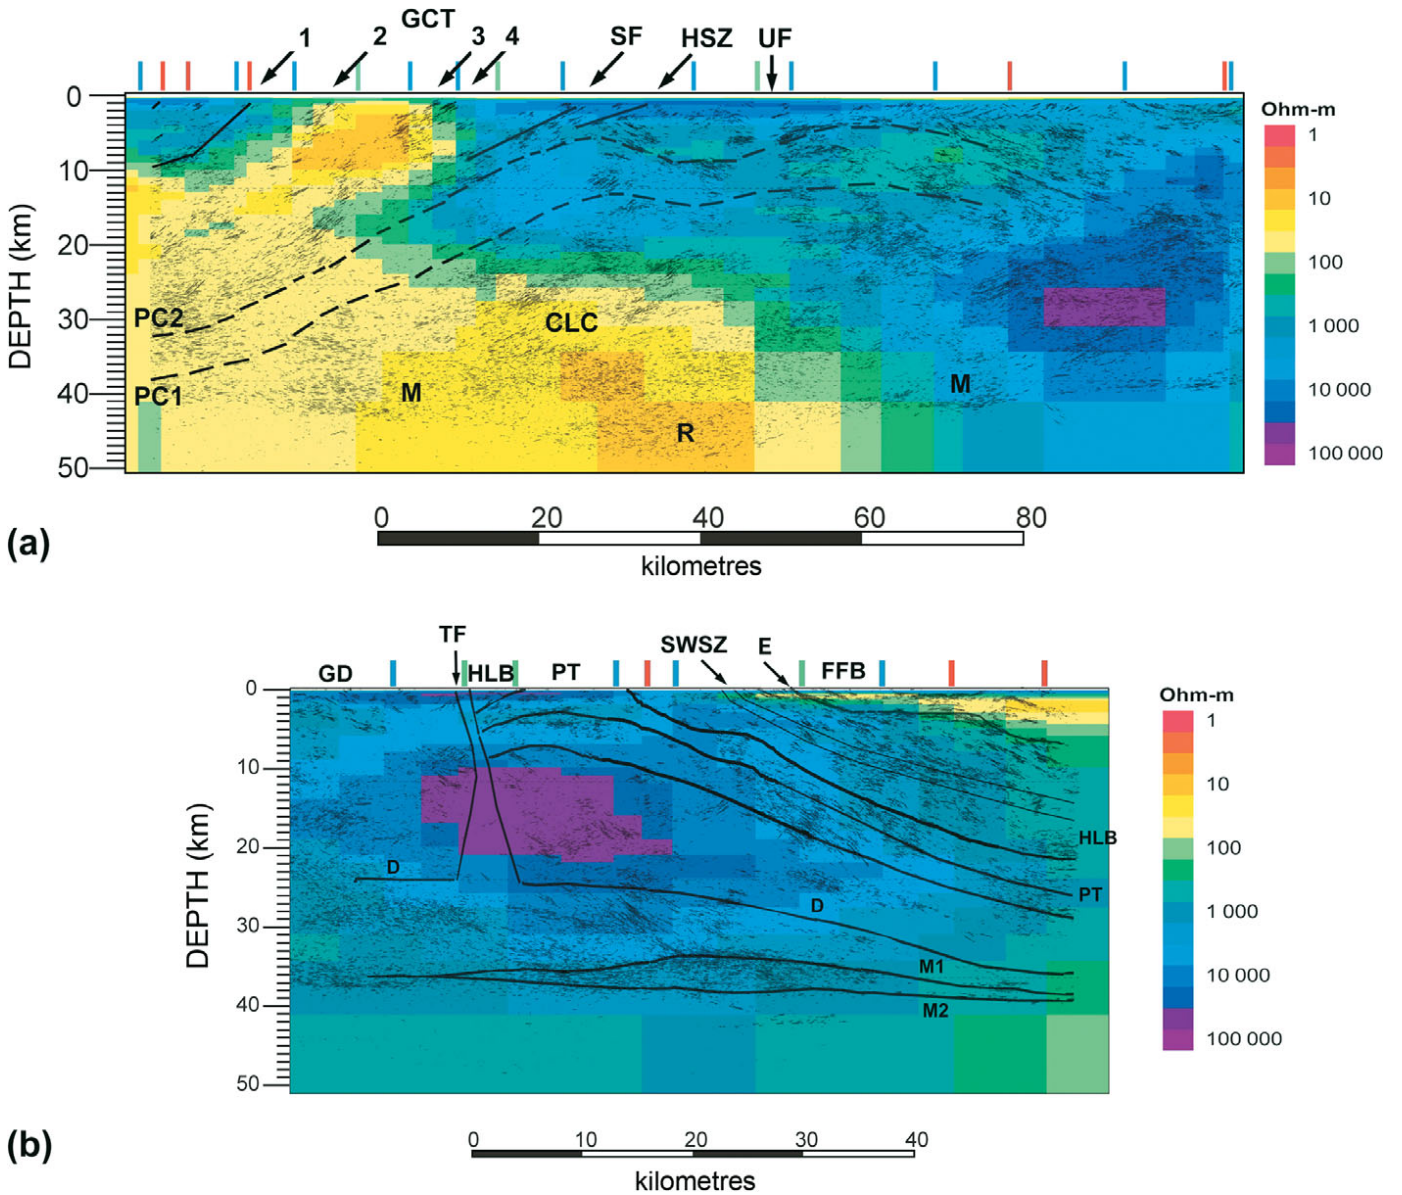 GCT
1 2 3 4 SF HSZ UF
0
10
20
30
40
50
DEPTH (km)
PC2
PC1
CLC
M
R
M
Ohm-m
1
10
100
1 000
10 000
100 000
(a)
0 20 40 60 80
kilometres
TF
SWSZ E
GD HLB PT FFB
0
10
20
30
40
50
DEPTH (km)
D
D
HLB
PT
M1
M2
Ohm-m
1
10
100
1 000
10 000
100 000
(b)
0 10 20 30 40
kilometres